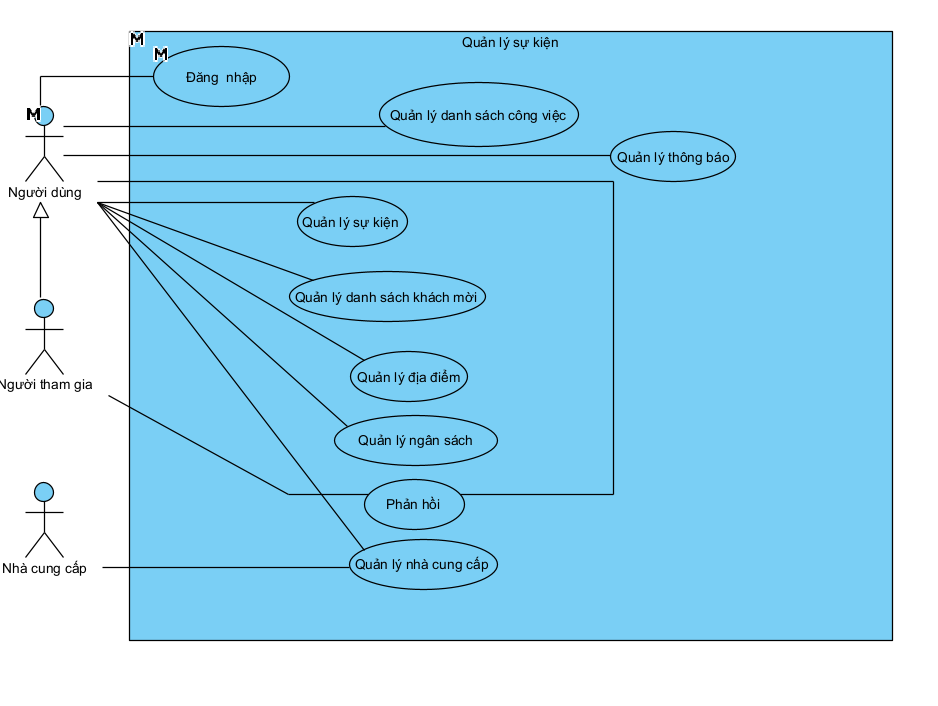 M
Quản lý sự kiện
M
Đăng nhập
M
Quản lý danh sách công việc
Quản lý thông báo
Người dùng
Quản lý sự kiện
Quản lý danh sách khách mời
Quản lý địa điểm
Người tham gia
Quản lý ngân sách
Phản hồi
Quản lý nhà cung cấp
Nhà cung cấp